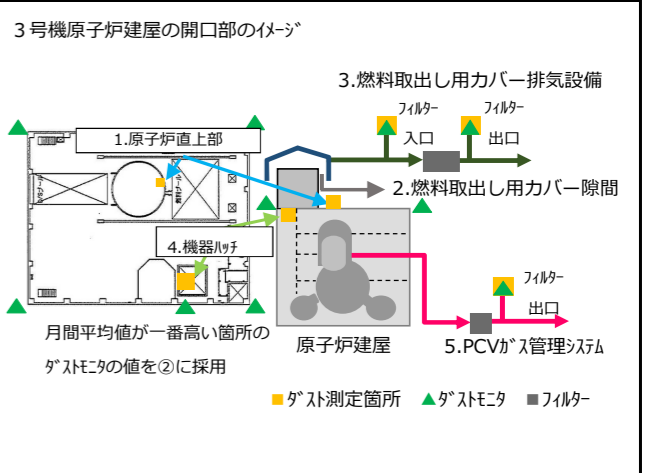 ３号機原子炉建屋の開口部のｲﾒｰｼﾞ
3.燃料取出し用カバー排気設備
ﾌｨﾙﾀｰ
ﾌｨﾙﾀｰ
入口
出口
1.原子炉直上部
2.燃料取出し用カバー隙間
4.機器ﾊｯﾁ
ﾌｨﾙﾀｰ
出口
月間平均値が一番高い箇所の
ﾀﾞｽﾄﾓﾆﾀの値を②に採用
原子炉建屋
5.PCVｶﾞｽ管理ｼｽﾃﾑ
■ﾀﾞｽﾄ測定箇所 ▲ﾀﾞｽﾄﾓﾆﾀ ■ﾌｨﾙﾀｰ